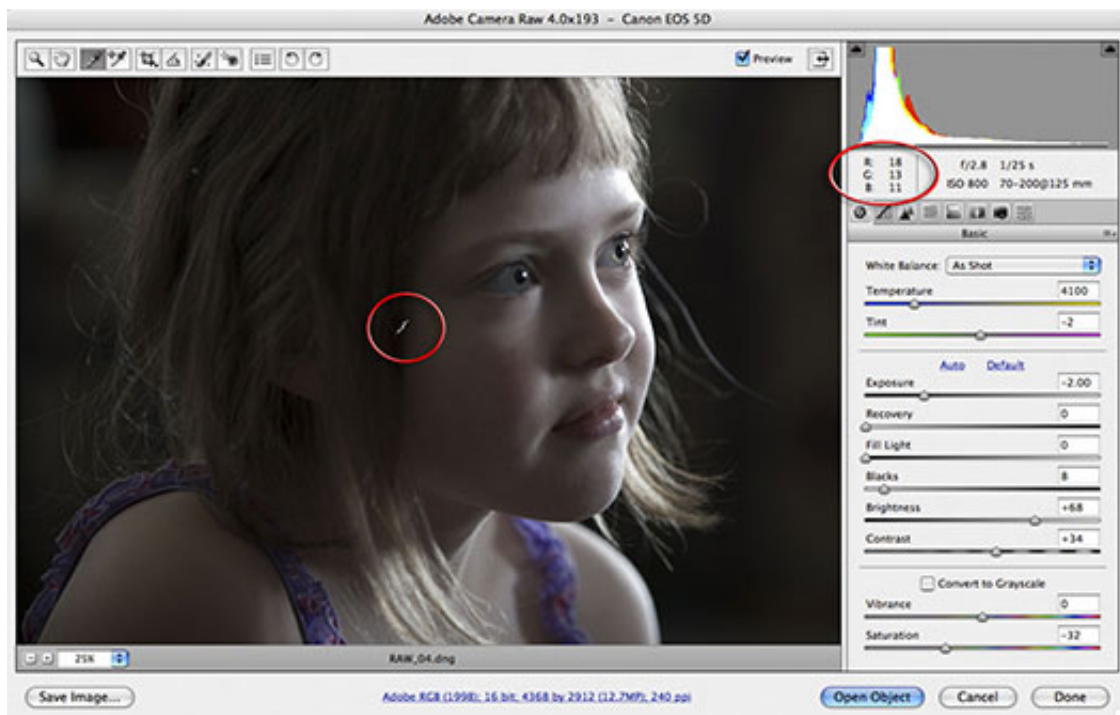 Adobe Camera Raw 4.0x193 – Canon EOS 5D
Preview
R: 18
G: 13
B: 11
f/2.8 1/25 s
ISO 800 70-200@125 mm
Basic
White Balance: As Shot
Temperature 4100
Tint -2
Auto Default
Exposure -2.00
Recovery 0
Fill Light 0
Blacks 8
Brightness +68
Contrast +34
Convert to Grayscale
Vibrance 0
Saturation -32
25% RAW_04.dng
Save Image... Adobe RGB (1998); 16 bit; 4368 by 2912 (12.7MP); 240 ppi Open Object Cancel Done